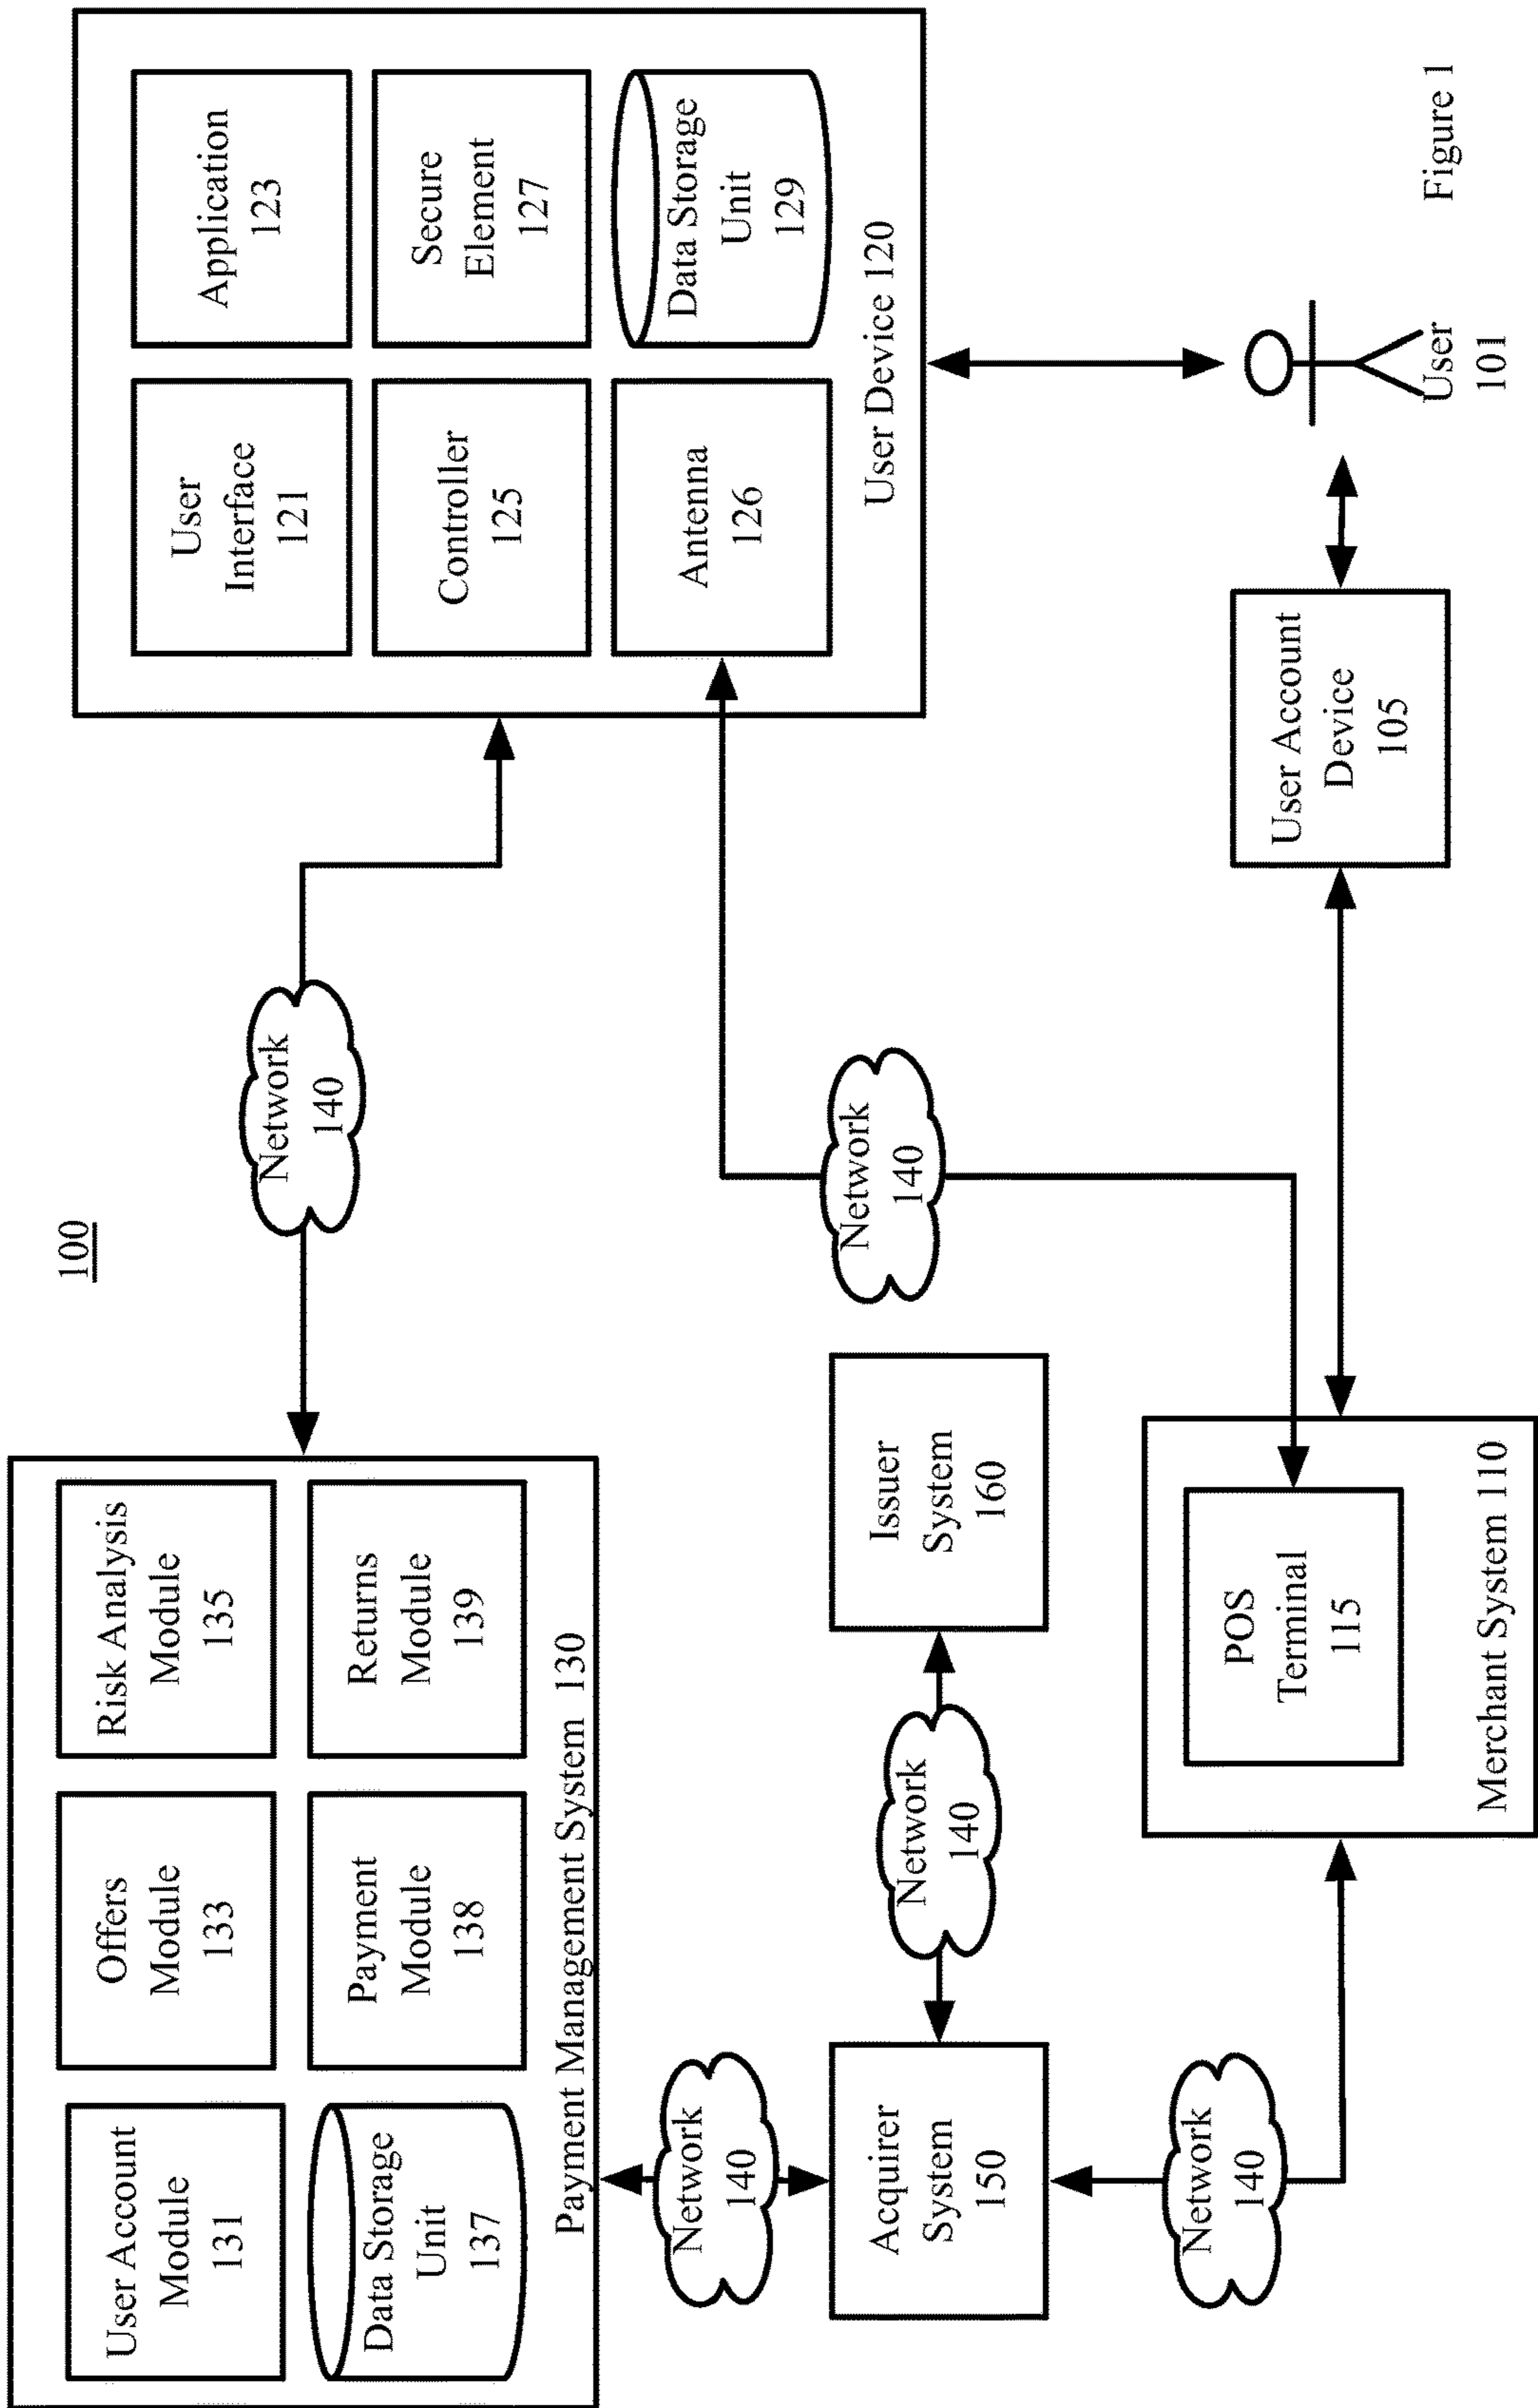 100
User Account
Module
131
Offers
Module
133
Risk Analysis
Module
135
Data Storage
Unit
137
Payment
Module
138
Returns
Module
139
Payment Management System 130
Network
140
User
Interface
121
Application
123
Controller
125
Secure
Element
127
Antenna
126
Data Storage
Unit
129
User Device 120
Network
140
Network
140
Acquirer
System
150
Network
140
Issuer
System
160
Network
140
POS
Terminal
115
Merchant System 110
User Account
Device
105
User
101
Figure 1